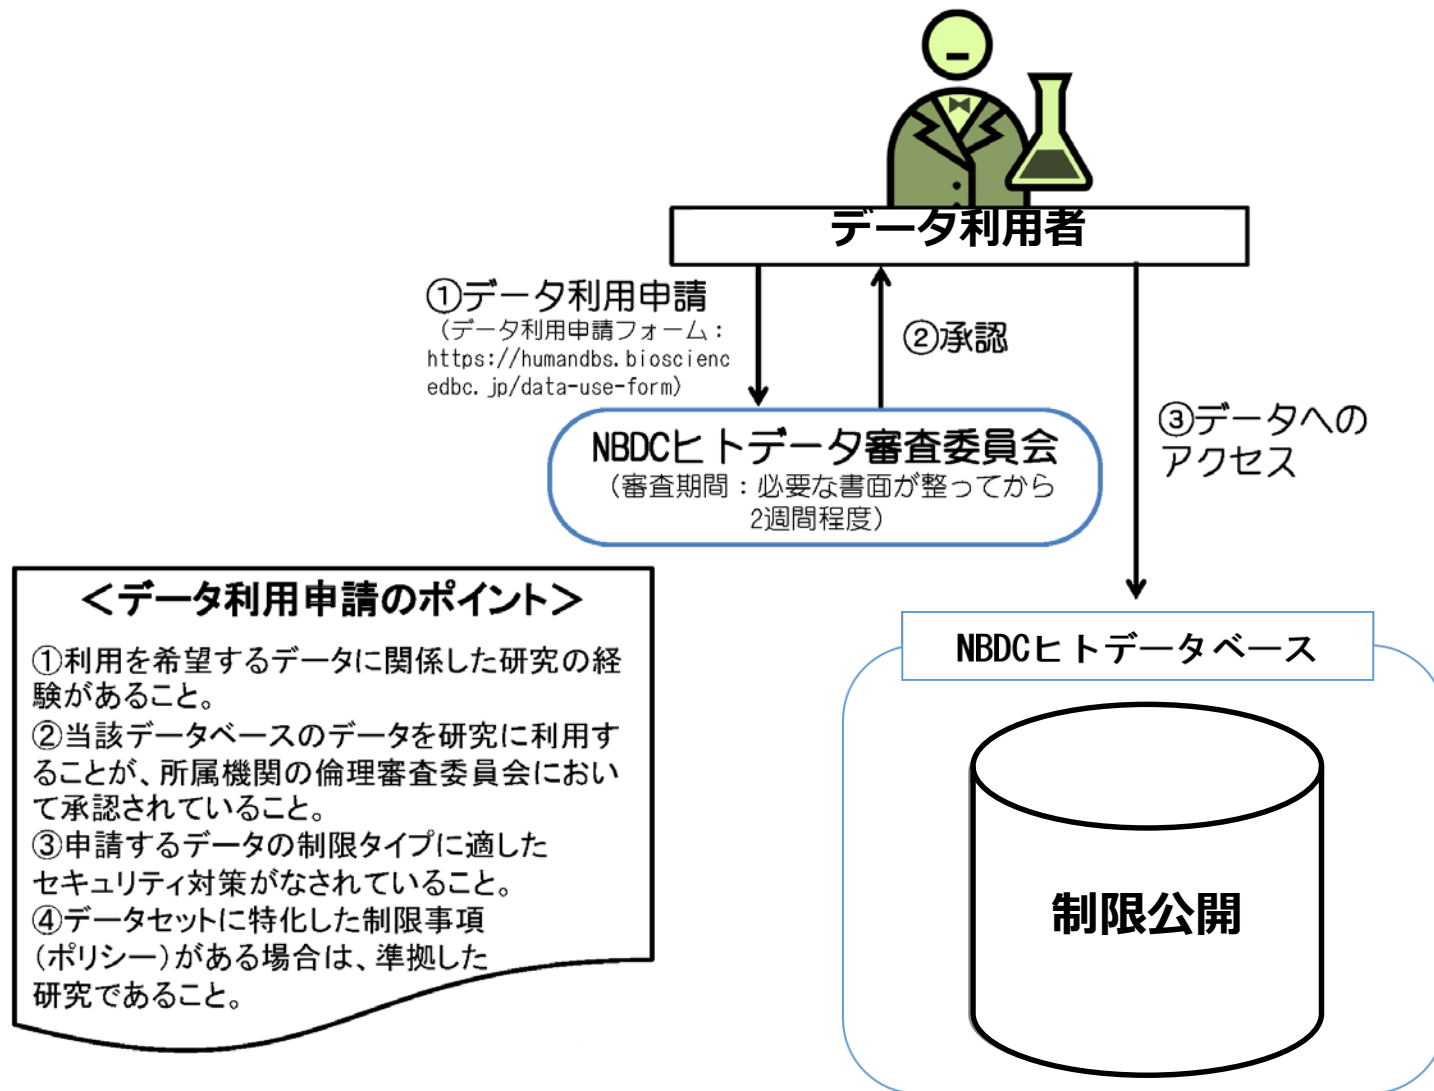 データ利用者
①データ利用申請
（データ利用申請フォーム：
https://humandbs.bioscienc
edbc.jp/data-use-form）
②承認
NBDCヒトデータ審査委員会
（審査期間：必要な書面が整ってから
2週間程度）
③データへの
アクセス
＜データ利用申請のポイント＞
①利用を希望するデータに関係した研究の経
験があること。
②当該データベースのデータを研究に利用す
ることが、所属機関の倫理審査委員会におい
て承認されていること。
③申請するデータの制限タイプに適した
セキュリティ対策がなされていること。
④データセットに特化した制限事項
（ポリシー）がある場合は、準拠した
研究であること。
NBDCヒトデータベース
制限公開